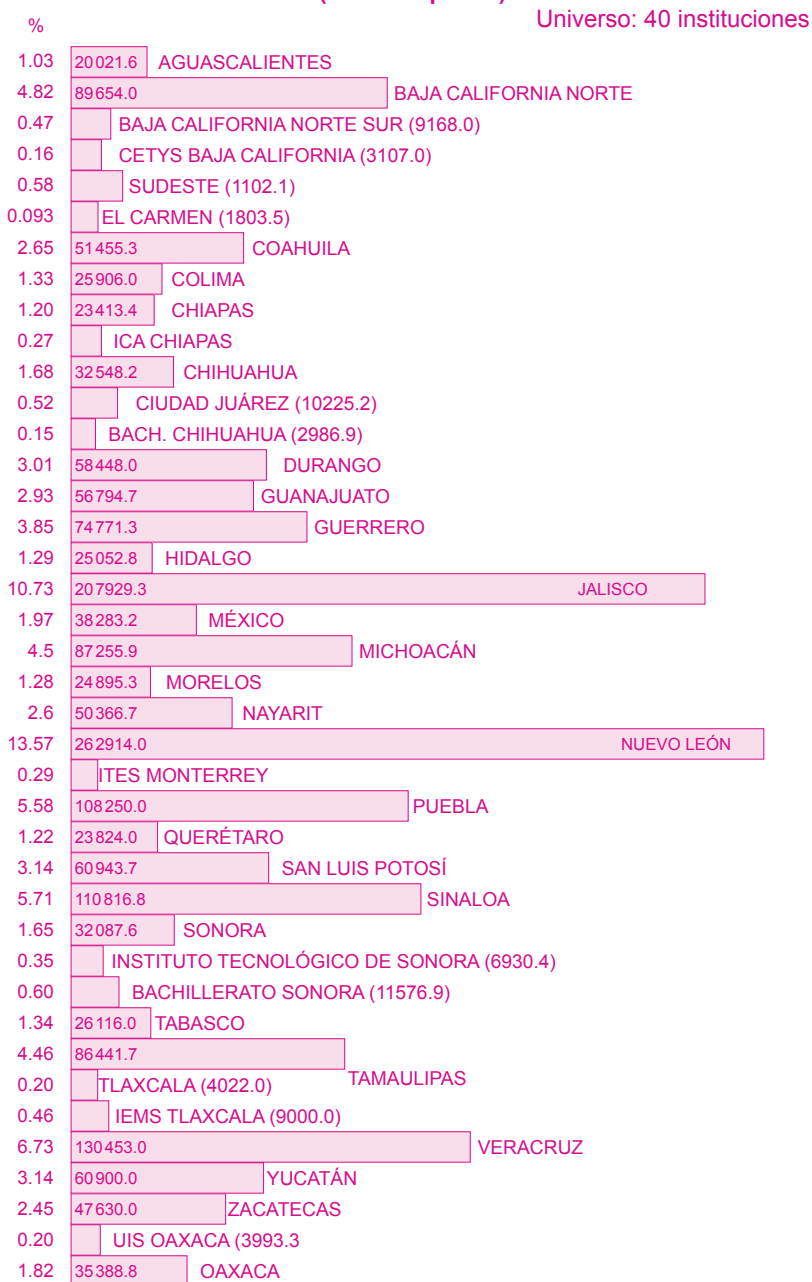 Universo: 40 instituciones
%
1.03 20021.6 AGUASCALIENTES
4.82 89654.0 BAJA CALIFORNIA NORTE
0.47 BAJA CALIFORNIA NORTE SUR (9168.0)
0.16 CETYS BAJA CALIFORNIA (3107.0)
0.58 SUDESTE (1102.1)
0.093 EL CARMEN (1803.5)
2.65 51455.3 COAHUILA
1.33 25906.0 COLIMA
1.20 23413.4 CHIAPAS
0.27 ICA CHIAPAS
1.68 32548.2 CHIHUAHUA
0.52 CIUDAD JUÁREZ (10225.2)
0.15 BACH. CHIHUAHUA (2986.9)
3.01 58448.0 DURANGO
2.93 56794.7 GUANAJUATO
3.85 74771.3 GUERRERO
1.29 25052.8 HIDALGO
10.73 207929.3 JALISCO
1.97 38283.2 MÉXICO
4.5 87255.9 MICHOACÁN
1.28 24895.3 MORELOS
2.6 50366.7 NAYARIT
13.57 262914.0 NUEVO LEÓN
0.29 ITES MONTERREY
5.58 108250.0 PUEBLA
1.22 23824.0 QUERÉTARO
3.14 60943.7 SAN LUIS POTOSÍ
5.71 110816.8 SINALOA
1.65 32087.6 SONORA
0.35 INSTITUTO TECNOLÓGICO DE SONORA (6930.4)
0.60 BACHILLERATO SONORA (11576.9)
1.34 26116.0 TABASCO
4.46 86441.7 TAMAULIPAS
0.20 TLAXCALA (4022.0)
0.46 IEMS TLAXCALA (9000.0)
6.73 130453.0 VERACRUZ
3.14 60900.0 YUCATÁN
2.45 47630.0 ZACATECAS
0.20 UIS OAXACA (3993.3
1.82 35388.8 OAXACA